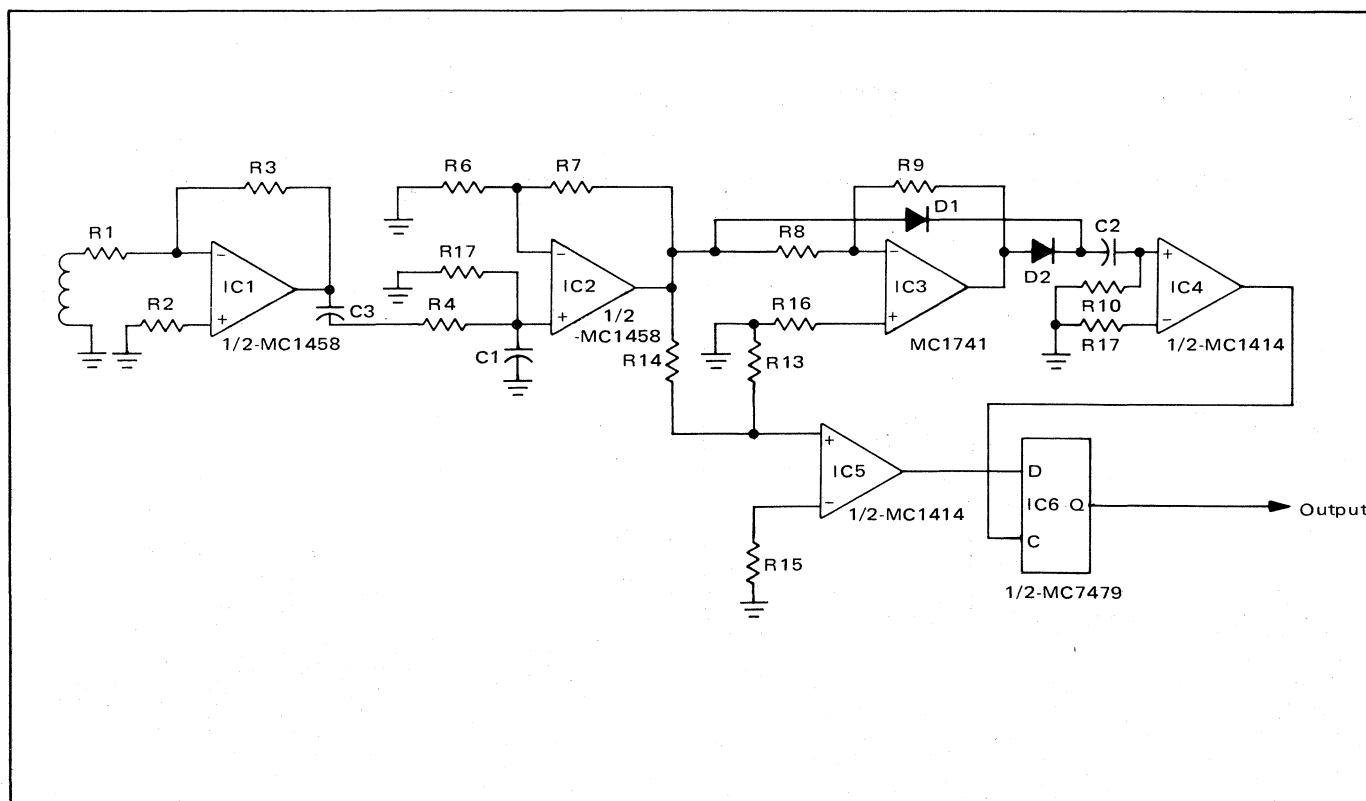 R3
R6
R7
R9
D1
R1
R17
R8
C2
IC1
IC2
IC3
D2
IC4
R2
C3
R4
R16
R10
1/2-MC1458
1/2
-MC1458
MC1741
R17
1/2-MC1414
C1
R14
R13
IC5
D
IC6 Q
Output
1/2-MC1414
C
R15
1/2-MC7479